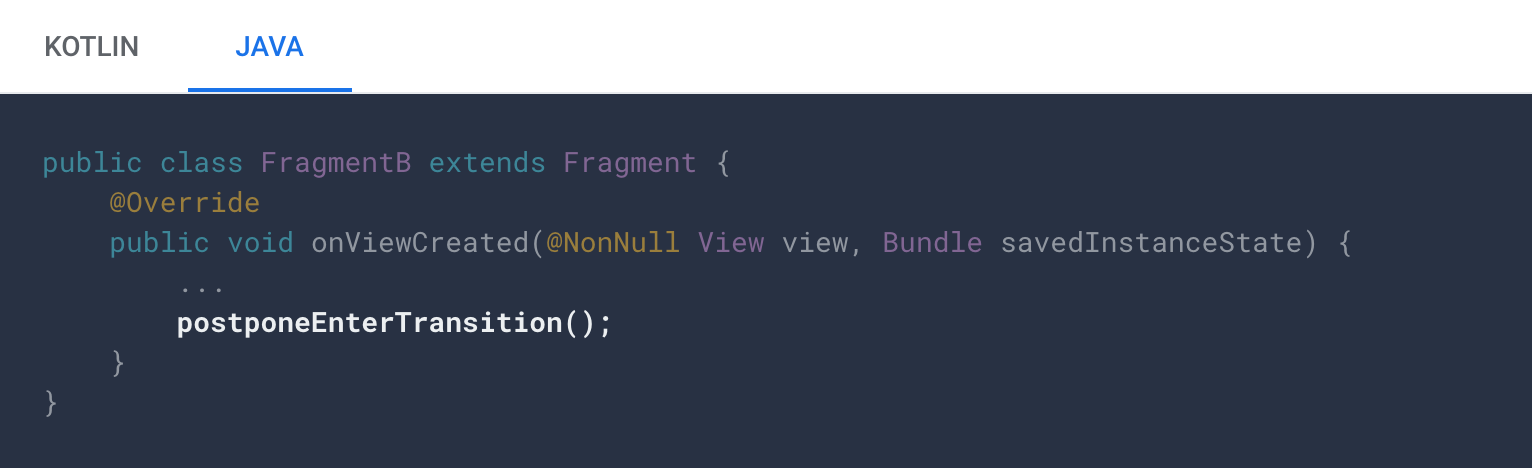 KOTLIN JAVA
public class FragmentB extends Fragment {
    @Override
    public void onViewCreated(@NonNull View view, Bundle savedInstanceState) {
        ...
        postponeEnterTransition();
    }
}